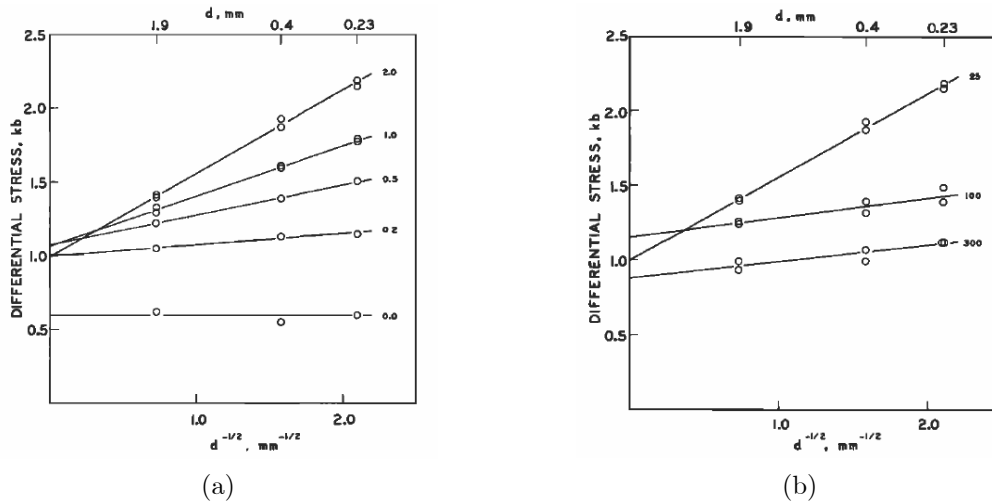 d, mm
1.9 0.4 0.23
2.5
2.0
1.5
1.0
0.5
DIFFERENTIAL STRESS, kb
2.0
1.0
0.5
0.2
0.0
1.0 2.0
d^-1/2, mm^-1/2
(a)
d, mm
1.9 0.4 0.23
2.5
2.0
1.5
1.0
0.5
DIFFERENTIAL STRESS, kb
25
100
300
1.0 2.0
d^-1/2, mm^-1/2
(b)